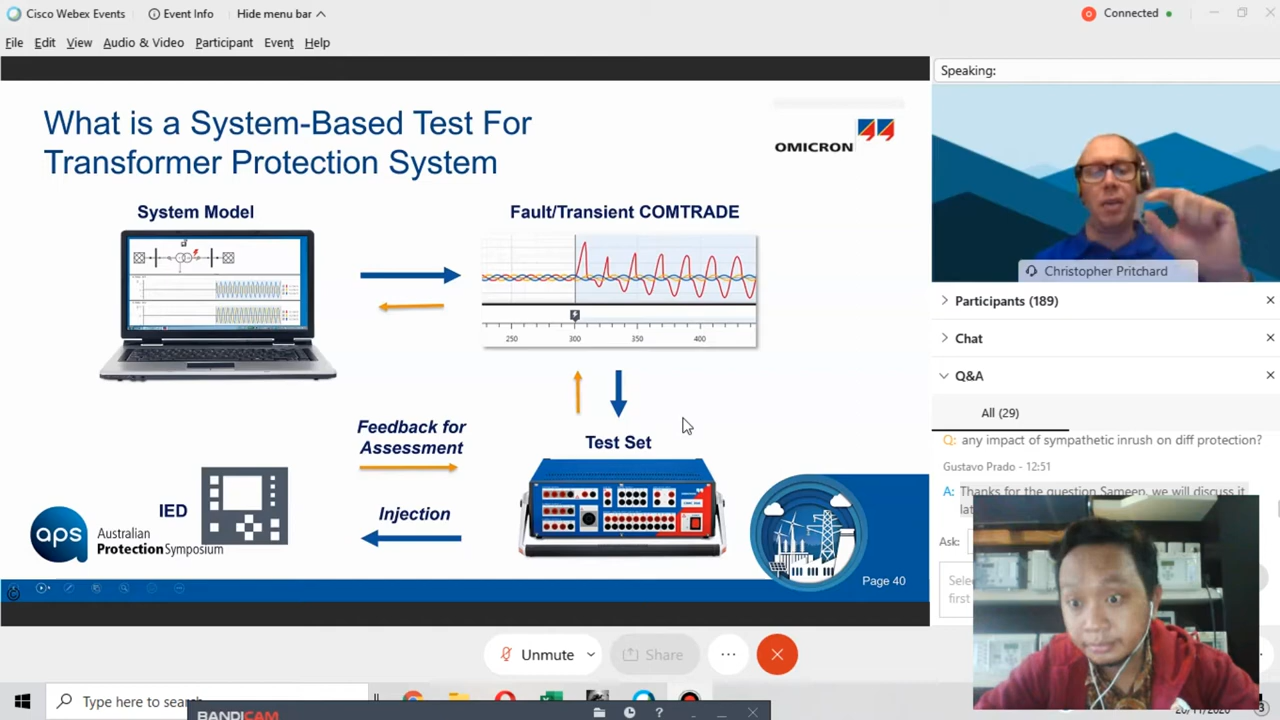 Cisco Webex Events
Event Info
Hide menu bar
Connected
File Edit View Audio & Video Participant Event Help
What is a System-Based Test For
Transformer Protection System
OMICRON
System Model
Fault/Transient COMTRADE
250 300 350 400
Feedback for
Assessment
Test Set
IED
Injection
aps
Australian
Protection Symposium
Page 40
Speaking:
Christopher Pritchard
Participants (189)
Chat
Q&A
All (29)
Q: any impact of sympathetic inrush on diff protection?
Gustavo Prado - 12:51
A: Thanks for the question Sameep, we will discuss it
Ask:
first
Unmute
Share
Type here to search
BANDICAM